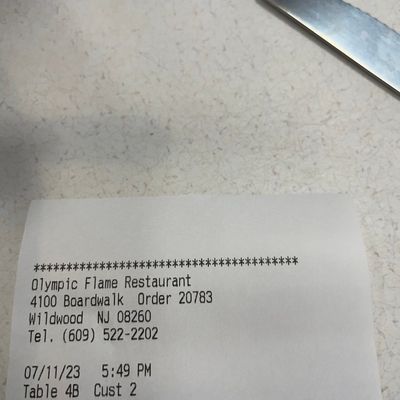 ****************************************
Olympic Flame Restaurant
4100 Boardwalk Order 20783
Wildwood NJ 08260
Tel. (609) 522-2202
07/11/23 5:49 PM
Table 4B Cust 2